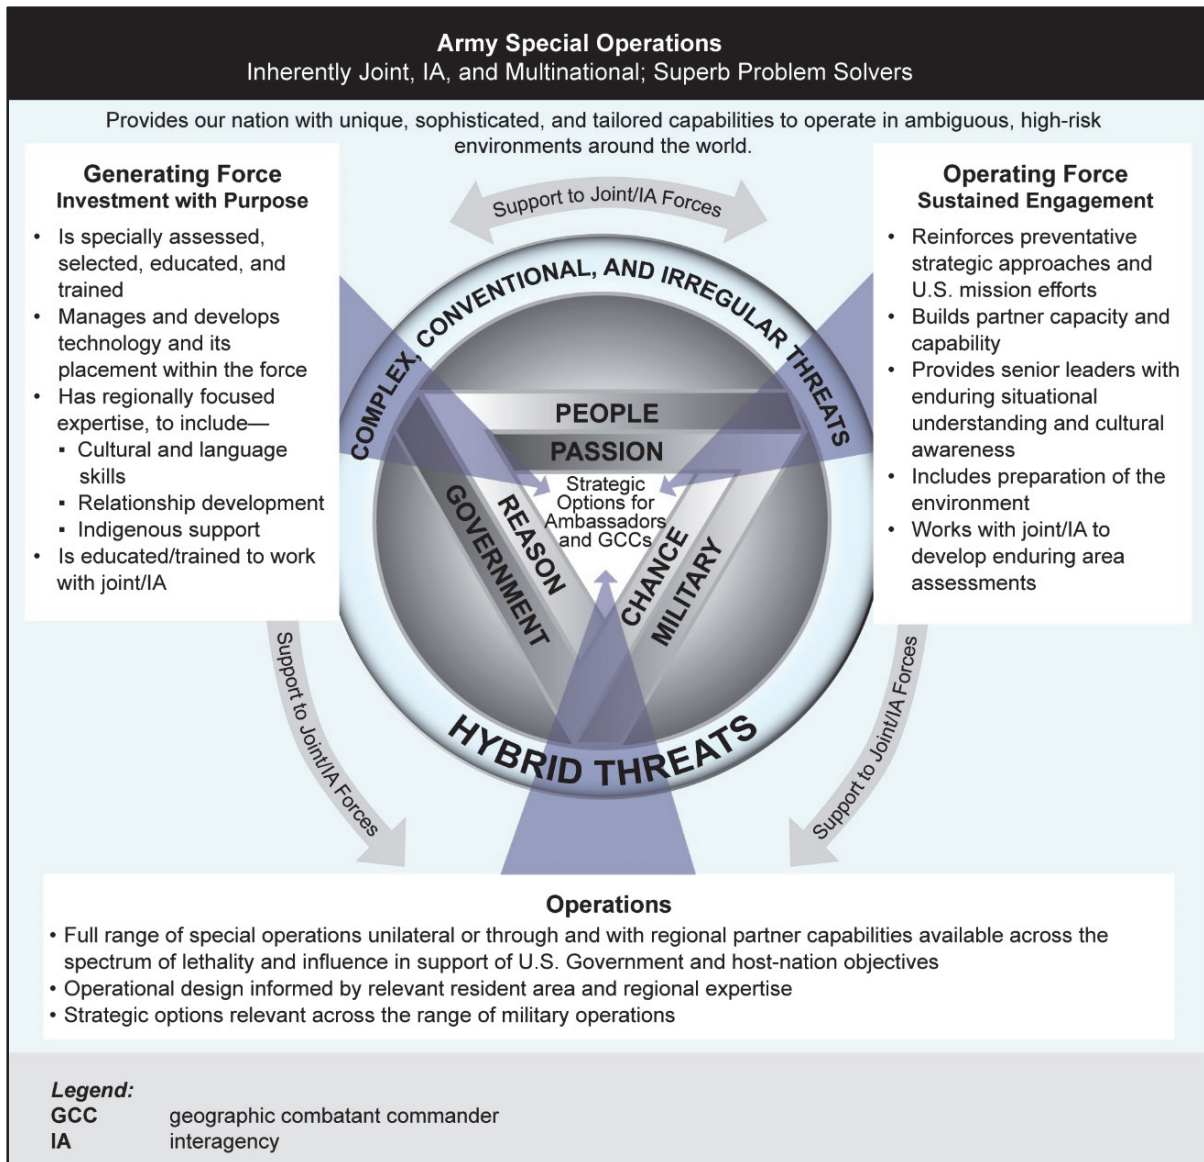 Army Special Operations
Inherently Joint, IA, and Multinational; Superb Problem Solvers
Provides our nation with unique, sophisticated, and tailored capabilities to operate in ambiguous, high-risk
environments around the world.
Generating Force
Investment with Purpose
• Is specially assessed,
selected, educated, and
trained
• Manages and develops
technology and its
placement within the force
• Has regionally focused
expertise, to include—
▪ Cultural and language
skills
▪ Relationship development
▪ Indigenous support
• Is educated/trained to work
with joint/IA
Support to Joint/IA Forces
Operating Force
Sustained Engagement
• Reinforces preventative
strategic approaches and
U.S. mission efforts
• Builds partner capacity and
capability
• Provides senior leaders with
enduring situational
understanding and cultural
awareness
• Includes preparation of the
environment
• Works with joint/IA to
develop enduring area
assessments
COMPLEX, CONVENTIONAL, AND IRREGULAR THREATS
PEOPLE
PASSION
GOVERNMENT
REASON
Strategic
Options for
Ambassadors
and GCCs
CHANCE
MILITARY
HYBRID THREATS
Support to Joint/IA Forces
Support to Joint/IA Forces
Operations
• Full range of special operations unilateral or through and with regional partner capabilities available across the
spectrum of lethality and influence in support of U.S. Government and host-nation objectives
• Operational design informed by relevant resident area and regional expertise
• Strategic options relevant across the range of military operations
Legend:
GCC geographic combatant commander
IA interagency